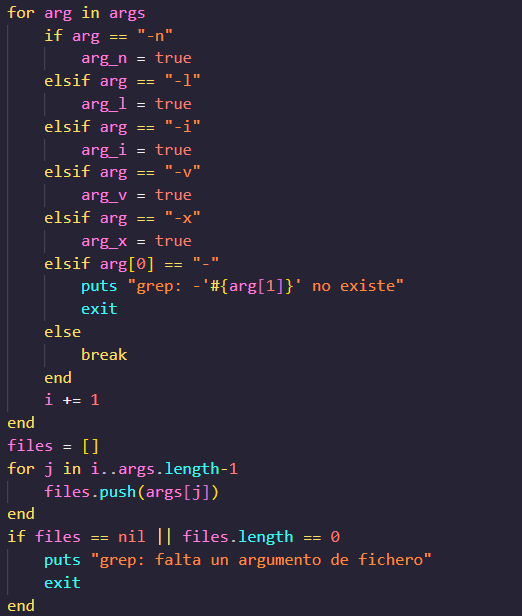 for arg in args
    if arg == "-n"
        arg_n = true
    elsif arg == "-l"
        arg_l = true
    elsif arg == "-i"
        arg_i = true
    elsif arg == "-v"
        arg_v = true
    elsif arg == "-x"
        arg_x = true
    elsif arg[0] == "-"
        puts "grep: -'#{arg[1]}' no existe"
        exit
    else
        break
    end
    i += 1
end
files = []
for j in i..args.length-1
    files.push(args[j])
end
if files == nil || files.length == 0
    puts "grep: falta un argumento de fichero"
    exit
end